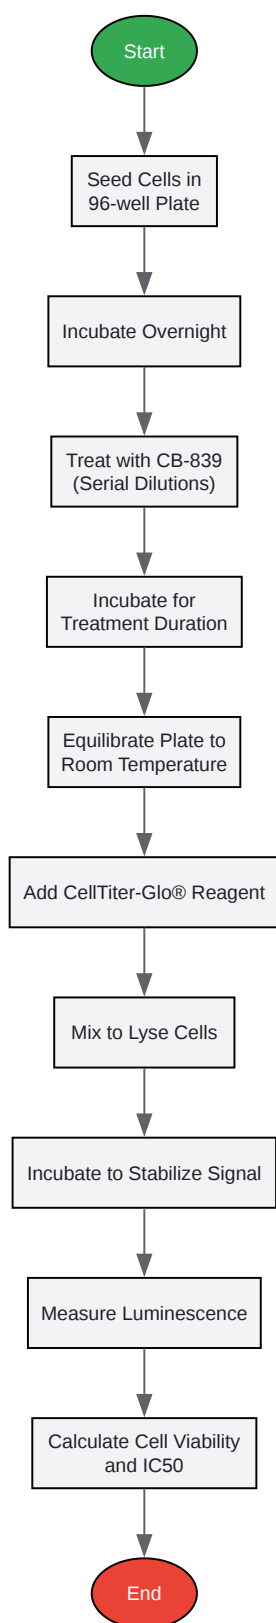 Start
Seed Cells in
96-well Plate
Incubate Overnight
Treat with CB-839
(Serial Dilutions)
Incubate for
Treatment Duration
Equilibrate Plate to
Room Temperature
Add CellTiter-Glo® Reagent
Mix to Lyse Cells
Incubate to Stabilize Signal
Measure Luminescence
Calculate Cell Viability
and IC50
End